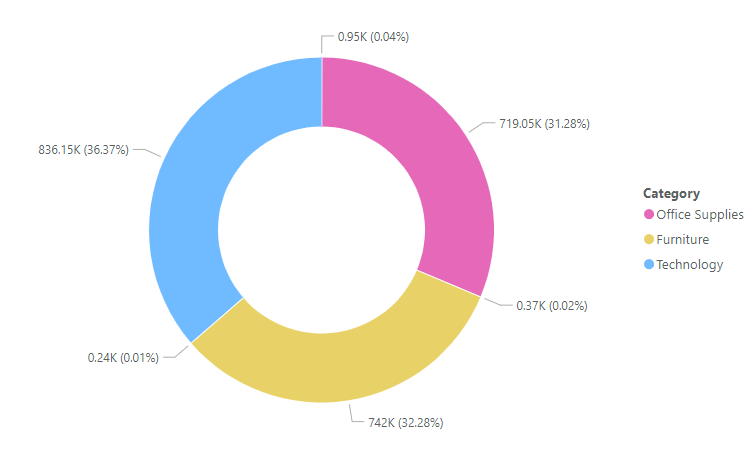 0.95K (0.04%)
719.05K (31.28%)
836.15K (36.37%)
Category
Office Supplies
Furniture
Technology
0.37K (0.02%)
0.24K (0.01%)
742K (32.28%)